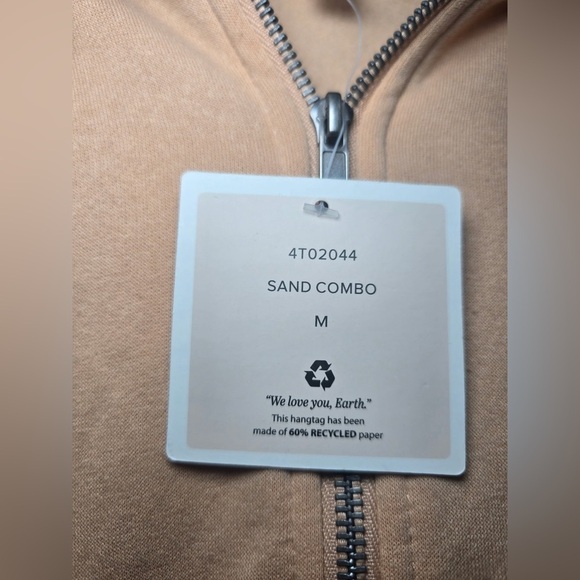 4T02044
SAND COMBO
M
“We love you, Earth.”
This hangtag has been
made of 60% RECYCLED paper